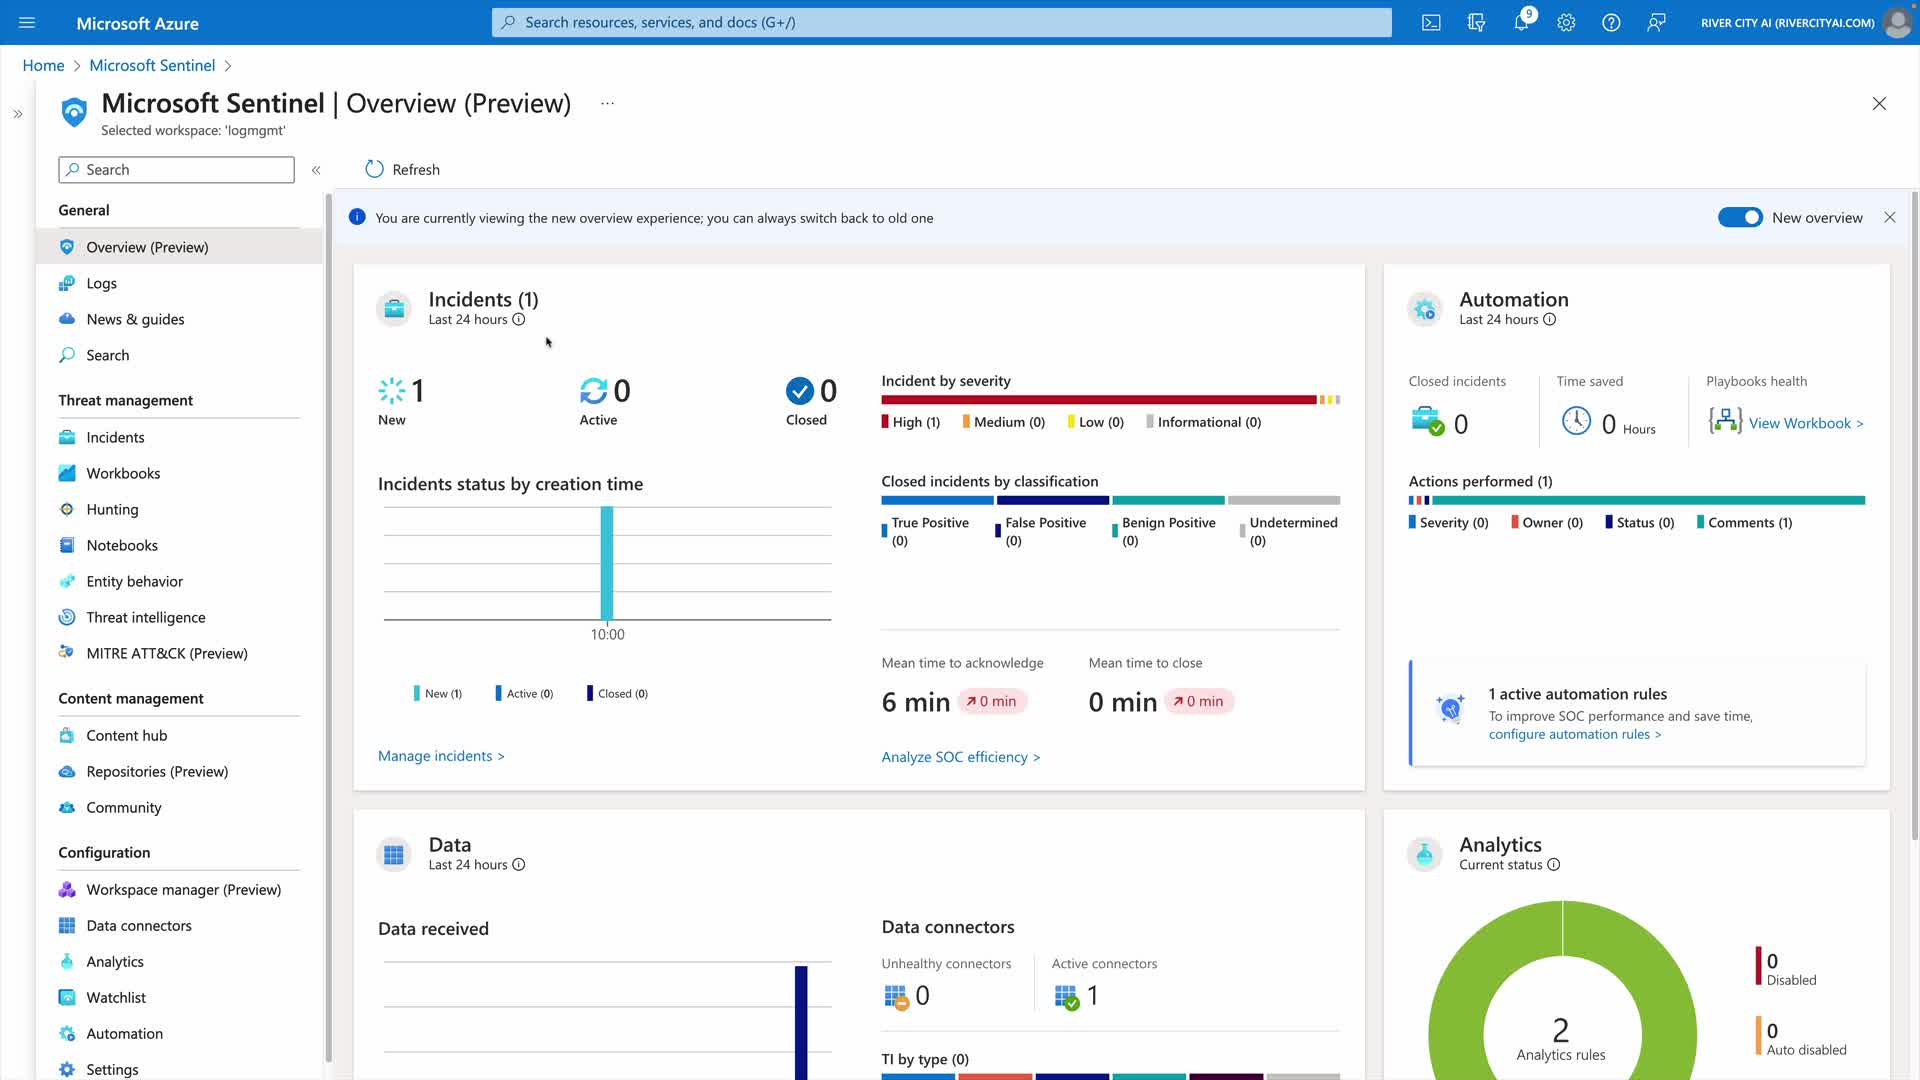 Microsoft Azure
Search resources, services, and docs (G+/)
9
RIVER CITY AI (RIVERCITYAI.COM)
Home > Microsoft Sentinel >
Microsoft Sentinel | Overview (Preview) ...
Selected workspace: 'logmgmt'
Search
«
Refresh
You are currently viewing the new overview experience; you can always switch back to old one
New overview
General
Overview (Preview)
Logs
News & guides
Search
Threat management
Incidents
Workbooks
Hunting
Notebooks
Entity behavior
Threat intelligence
MITRE ATT&CK (Preview)
Content management
Content hub
Repositories (Preview)
Community
Configuration
Workspace manager (Preview)
Data connectors
Analytics
Watchlist
Automation
Settings
Incidents (1)
Last 24 hours
1
New
0
Active
0
Closed
Incidents status by creation time
10:00
New (1)
Active (0)
Closed (0)
Manage incidents >
Incident by severity
High (1)
Medium (0)
Low (0)
Informational (0)
Closed incidents by classification
True Positive
(0)
False Positive
(0)
Benign Positive
(0)
Undetermined
(0)
Mean time to acknowledge
6 min
0 min
Mean time to close
0 min
0 min
Analyze SOC efficiency >
Automation
Last 24 hours
Closed incidents
0
Time saved
0 Hours
Playbooks health
View Workbook >
Actions performed (1)
Severity (0)
Owner (0)
Status (0)
Comments (1)
1 active automation rules
To improve SOC performance and save time,
configure automation rules >
Data
Last 24 hours
Data received
Data connectors
Unhealthy connectors
0
Active connectors
1
TI by type (0)
Analytics
Current status
2
Analytics rules
0
Disabled
0
Auto disabled